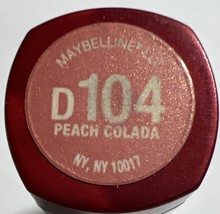 MAYBELLINE
D104
PEACH COLADA
NY, NY 10017